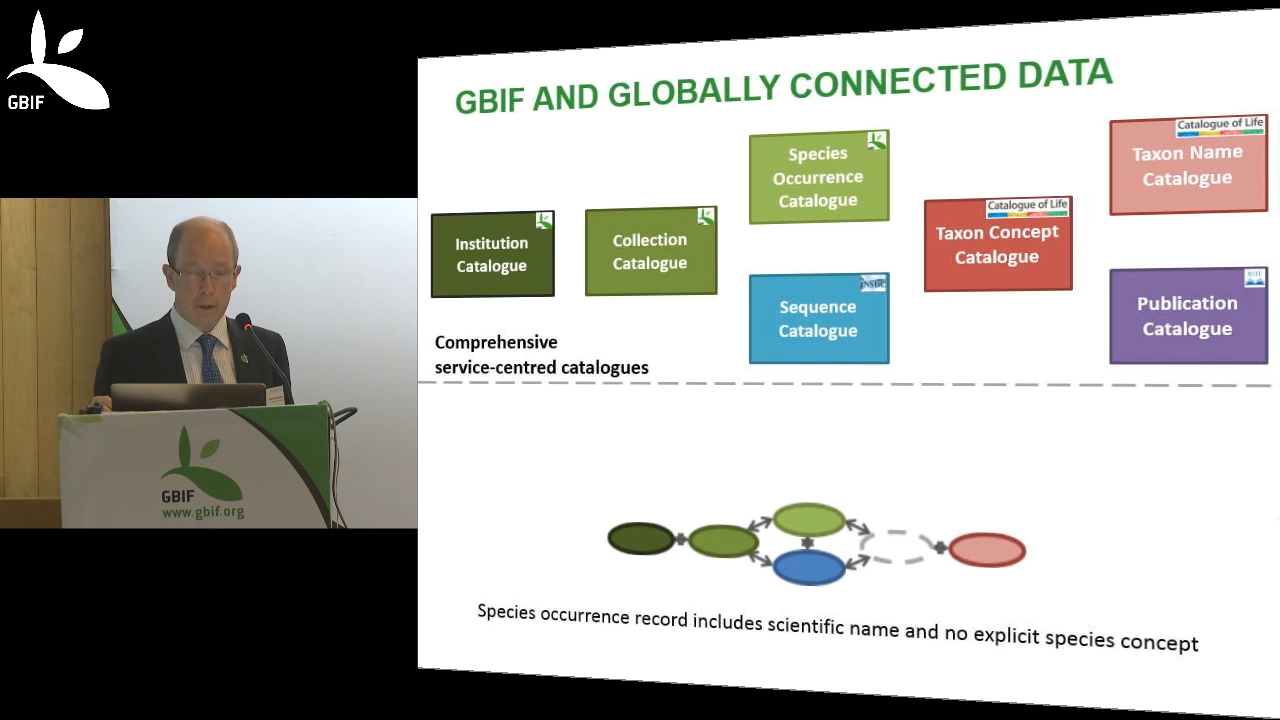 GBIF
GBIF AND GLOBALLY CONNECTED DATA
Institution
Catalogue
Collection
Catalogue
Species
Occurrence
Catalogue
INSDC
Sequence
Catalogue
Catalogue of Life
Taxon Concept
Catalogue
Catalogue of Life
Taxon Name
Catalogue
BHL
Publication
Catalogue
Comprehensive
service-centred catalogues
Species occurrence record includes scientific name and no explicit species concept
GBIF
www.gbif.org